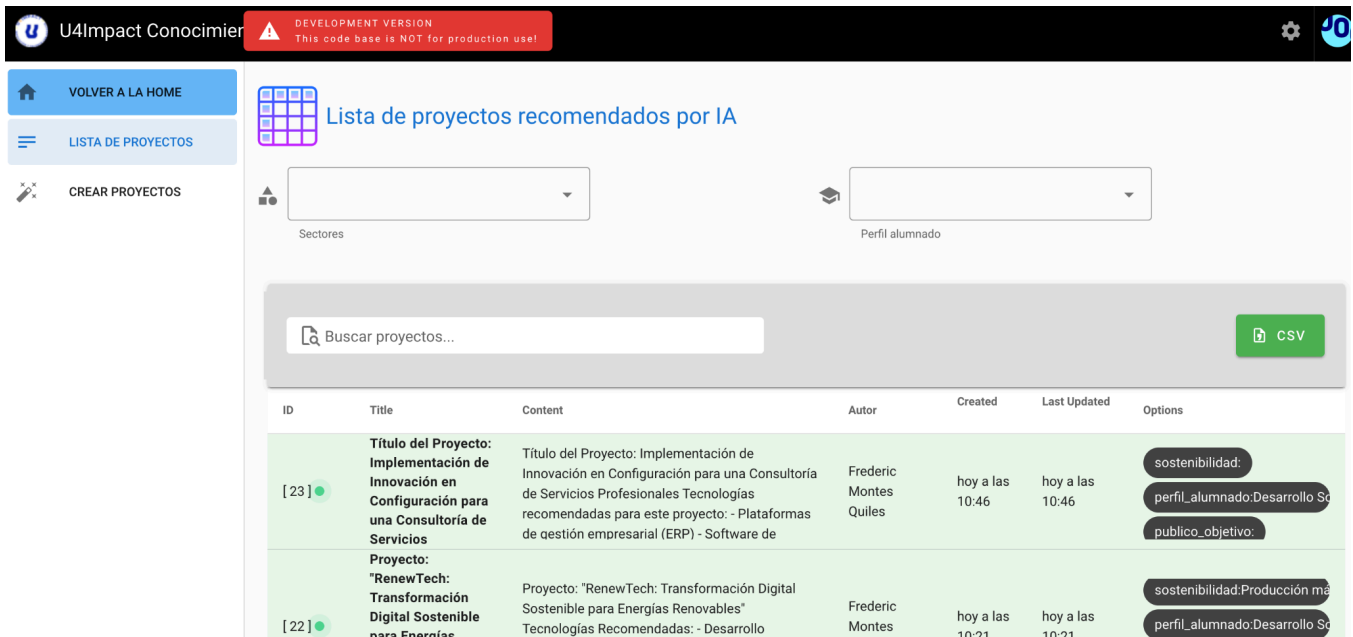 U4Impact Conocimier
DEVELOPMENT VERSION
This code base is NOT for production use!
VOLVER A LA HOME
LISTA DE PROYECTOS
CREAR PROYECTOS
Lista de proyectos recomendados por IA
Sectores
Perfil alumnado
Buscar proyectos...
CSV
ID
Title
Content
Autor
Created
Last Updated
Options
[ 23 ]
Título del Proyecto:
Implementación de
Innovación en
Configuración para
una Consultoría de
Servicios
Título del Proyecto: Implementación de
Innovación en Configuración para una Consultoría
de Servicios Profesionales Tecnologías
recomendadas para este proyecto: - Plataformas
de gestión empresarial (ERP) - Software de
Frederic
Montes
Quiles
hoy a las
10:46
hoy a las
10:46
sostenibilidad:
perfil_alumnado:Desarrollo So
publico_objetivo:
[ 22 ]
Proyecto:
"RenewTech:
Transformación
Digital Sostenible
para Energías
Proyecto: "RenewTech: Transformación Digital
Sostenible para Energías Renovables"
Tecnologías Recomendadas: - Desarrollo
Frederic
Montes
hoy a las
10:21
hoy a las
10:21
sostenibilidad:Producción má
perfil_alumnado:Desarrollo So